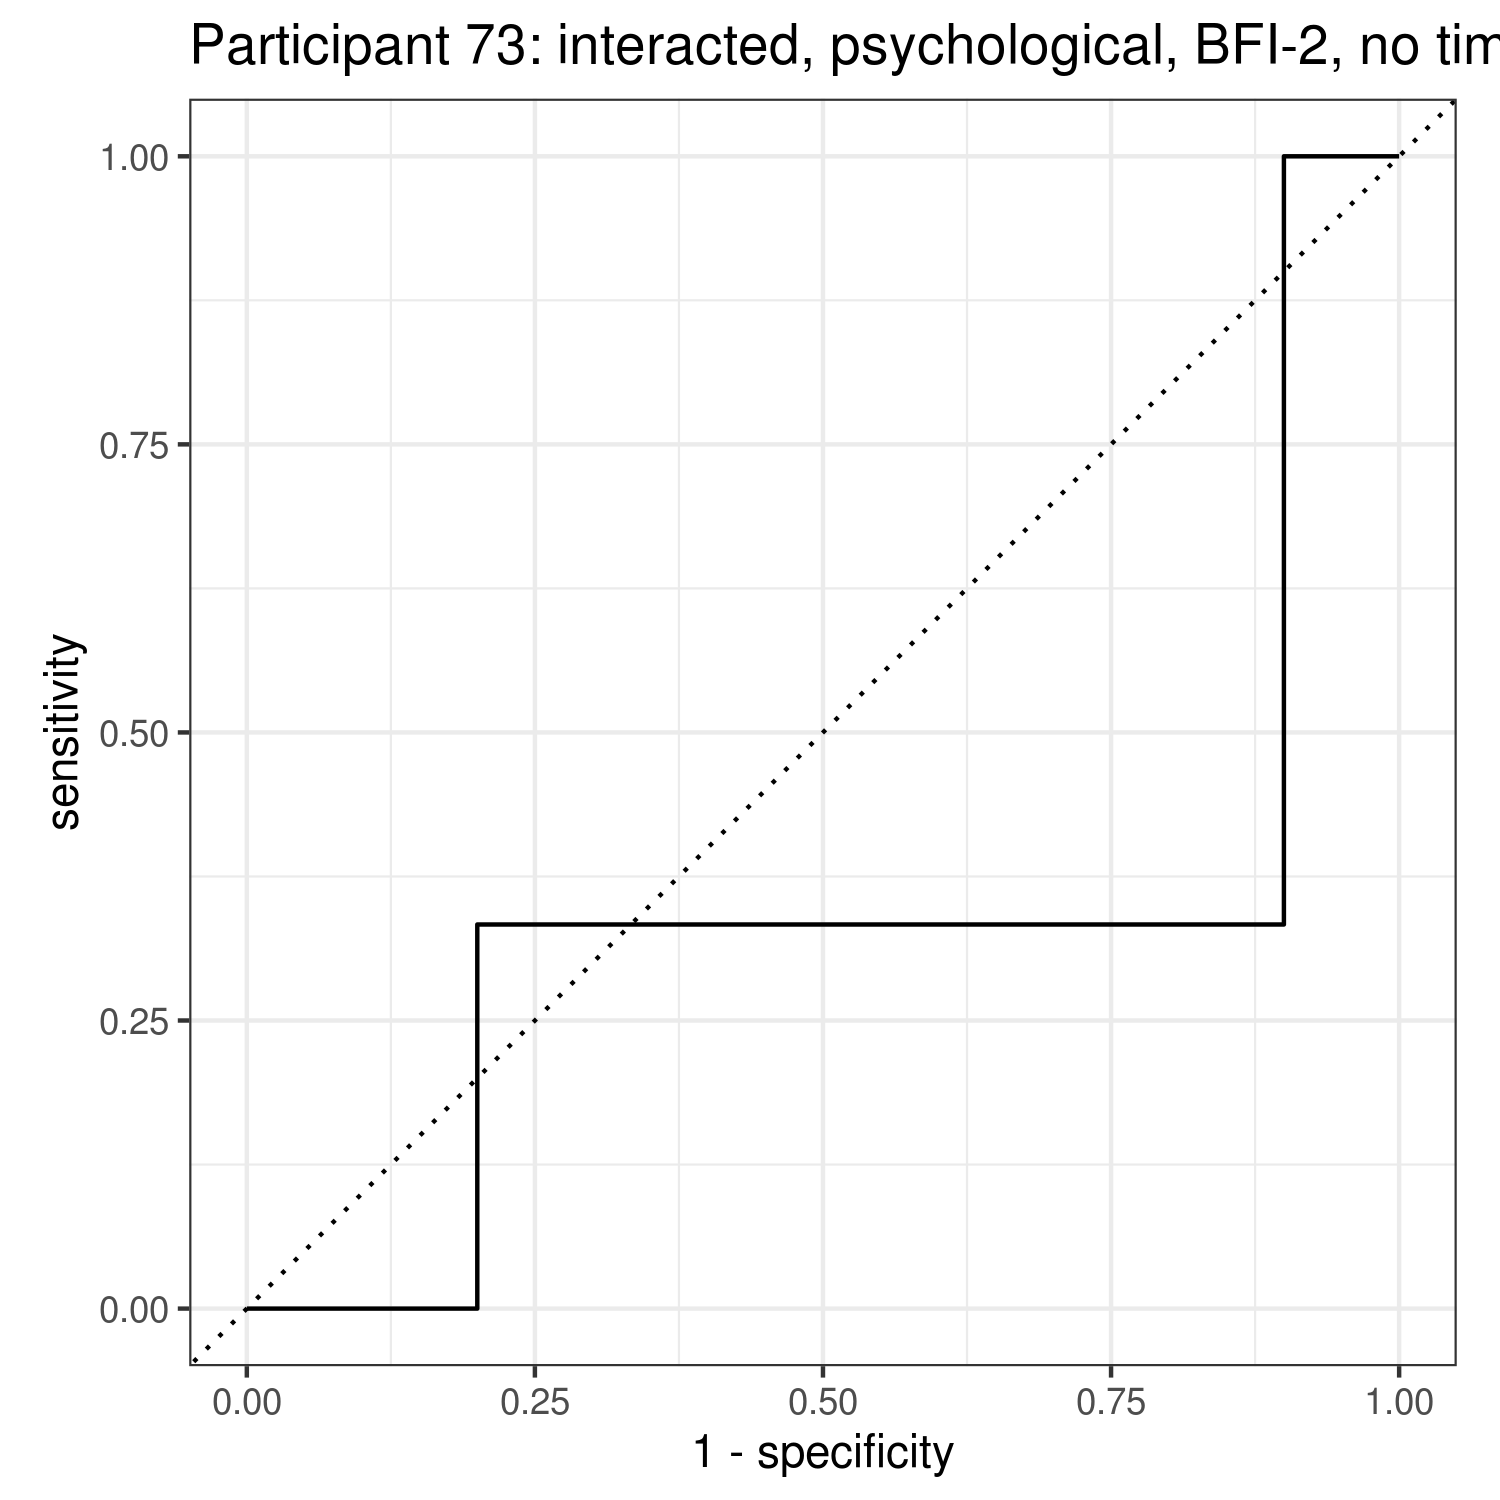 Participant 73: interacted, psychological, BFI-2, no tim
1.00
0.75
0.50
0.25
0.00
sensitivity
0.00 0.25 0.50 0.75 1.00
1 - specificity